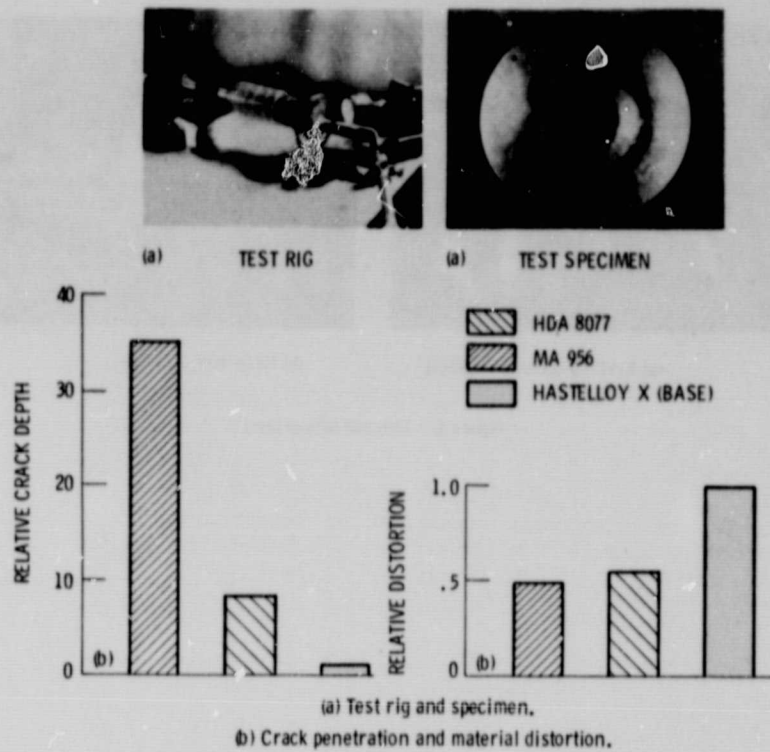 (a) TEST RIG
(a) TEST SPECIMEN
40
30
20
10
0
RELATIVE CRACK DEPTH
(b)
HDA 8077
MA 956
HASTELLOY X (BASE)
1.0
.5
0
RELATIVE DISTORTION
(b)
(a) Test rig and specimen.
(b) Crack penetration and material distortion.